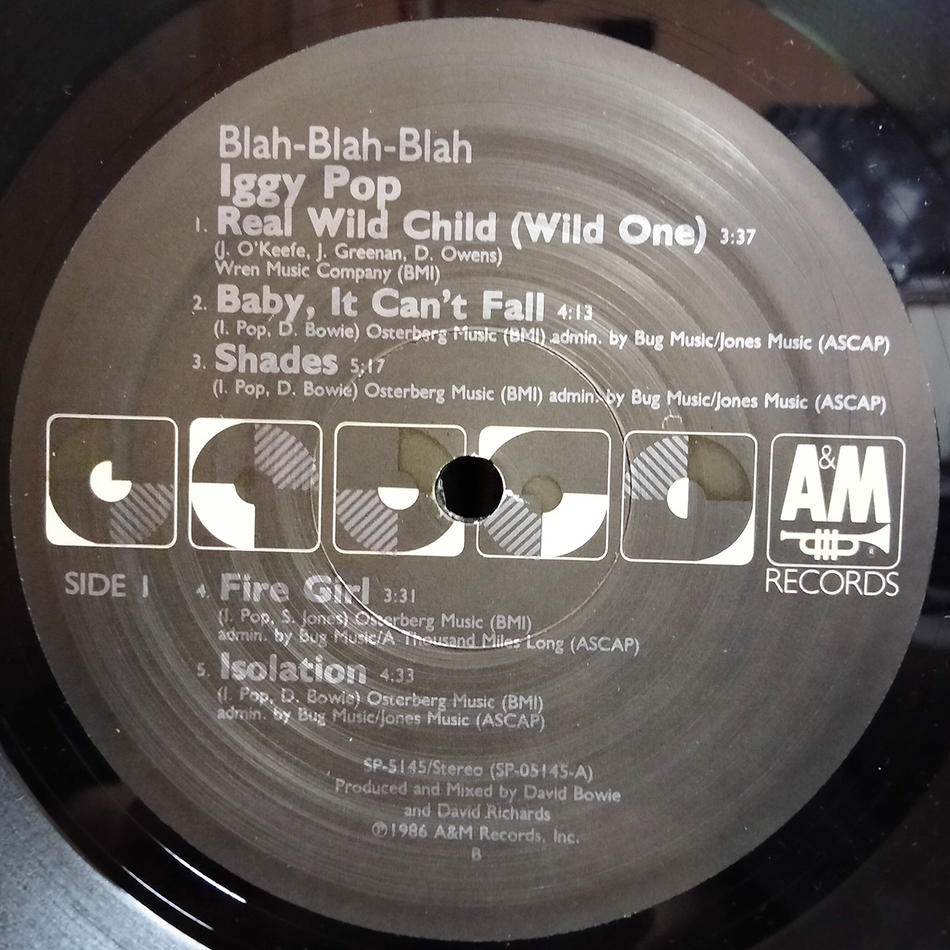 Blah-Blah-Blah
Iggy Pop
1. Real Wild Child (Wild One) 3:37
(J. O'Keefe, J. Greenan, D. Owens)
Wren Music Company (BMI)
2. Baby, It Can't Fall 4:13
(I. Pop, D. Bowie) Osterberg Music (BMI) admin. by Bug Music/Jones Music (ASCAP)
3. Shades 5:17
(I. Pop, D. Bowie) Osterberg Music (BMI) admin. by Bug Music/Jones Music (ASCAP)
A&M
R
RECORDS
SIDE 1
4. Fire Girl 3:31
(I. Pop, S. Jones) Osterberg Music (BMI)
admin. by Bug Music/A Thousand Miles Long (ASCAP)
5. Isolation 4:33
(I. Pop, D. Bowie) Osterberg Music (BMI)
admin. by Bug Music/Jones Music (ASCAP)
SP-5145/Stereo (SP-05145-A)
Produced and Mixed by David Bowie
and David Richards
℗1986 A&M Records, Inc.
B